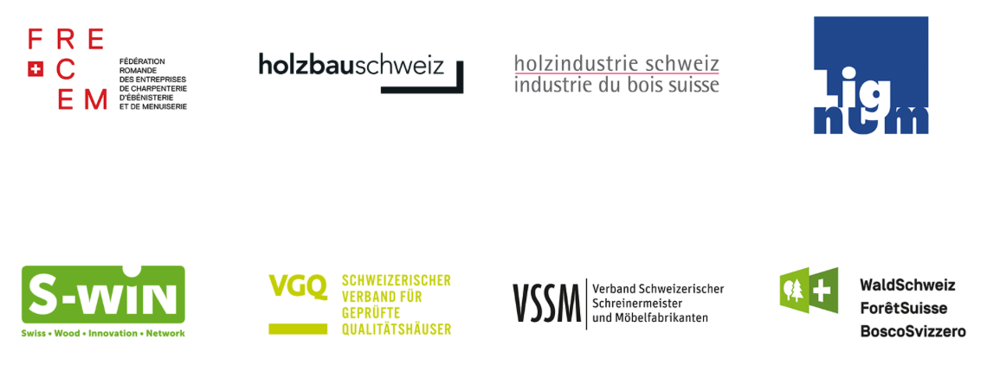 FRE
C
EM
FÉDÉRATION
ROMANDE
DES ENTREPRISES
DE CHARPENTERIE
D'ÉBÉNISTERIE
ET DE MENUISERIE
holzbauschweiz
holzindustrie schweiz
industrie du bois suisse
Lig
num
S-WiN
Swiss • Wood • Innovation • Network
VGQ
SCHWEIZERISCHER
VERBAND FÜR
GEPRÜFTE
QUALITÄTSHÄUSER
VSSM
Verband Schweizerischer
Schreinermeister
und Möbelfabrikanten
WaldSchweiz
ForêtSuisse
BoscoSvizzero